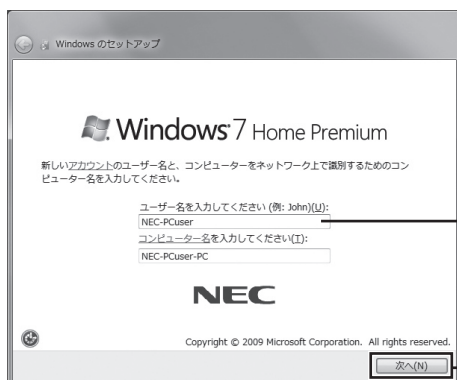 Windows のセットアップ
Windows 7 Home Premium
新しいアカウントのユーザー名と、コンピューターをネットワーク上で識別するためのコン
ピューター名を入力してください。
ユーザー名を入力してください (例: John)(U):
NEC-PCuser
コンピューター名を入力してください(T):
NEC-PCuser-PC
NEC
Copyright © 2009 Microsoft Corporation. All rights reserved.
次へ(N)